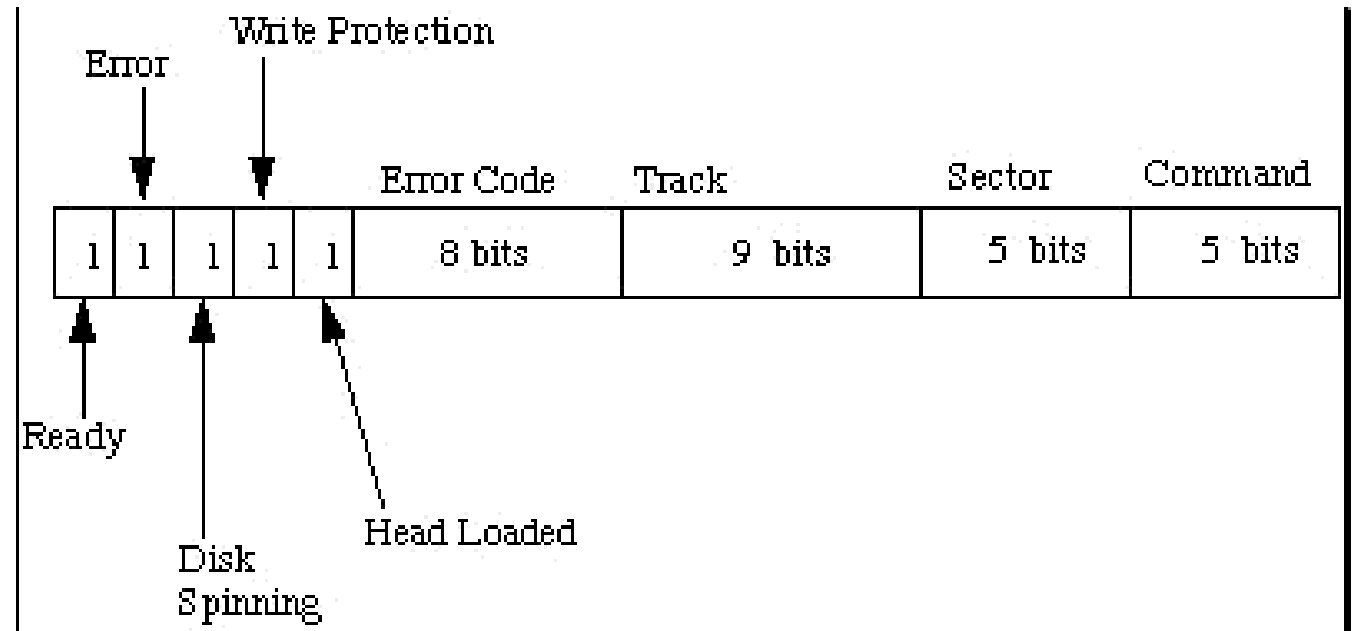 Write Protection
Error
Error Code Track Sector Command
1 1 1 1 1 8 bits 9 bits 5 bits 5 bits
Ready
Head Loaded
Disk
Spinning